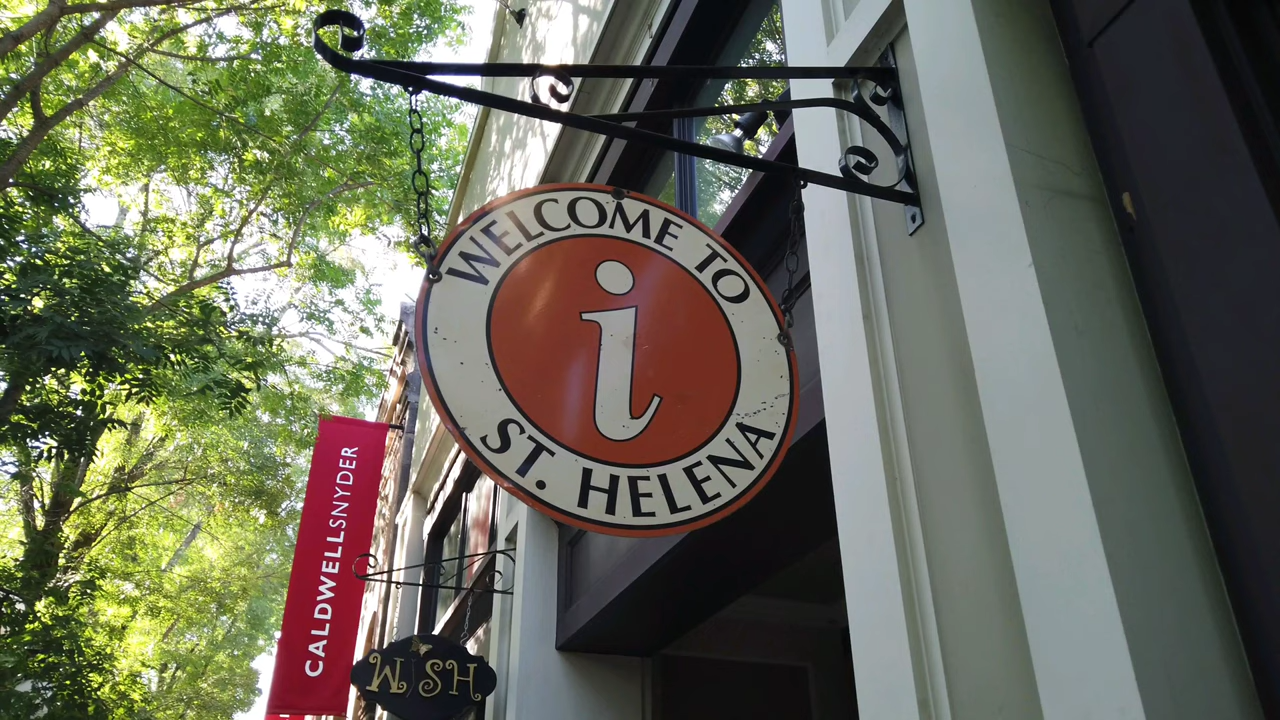 WELCOME TO
i
ST. HELENA
CALDWELLSNYDER
WiSH